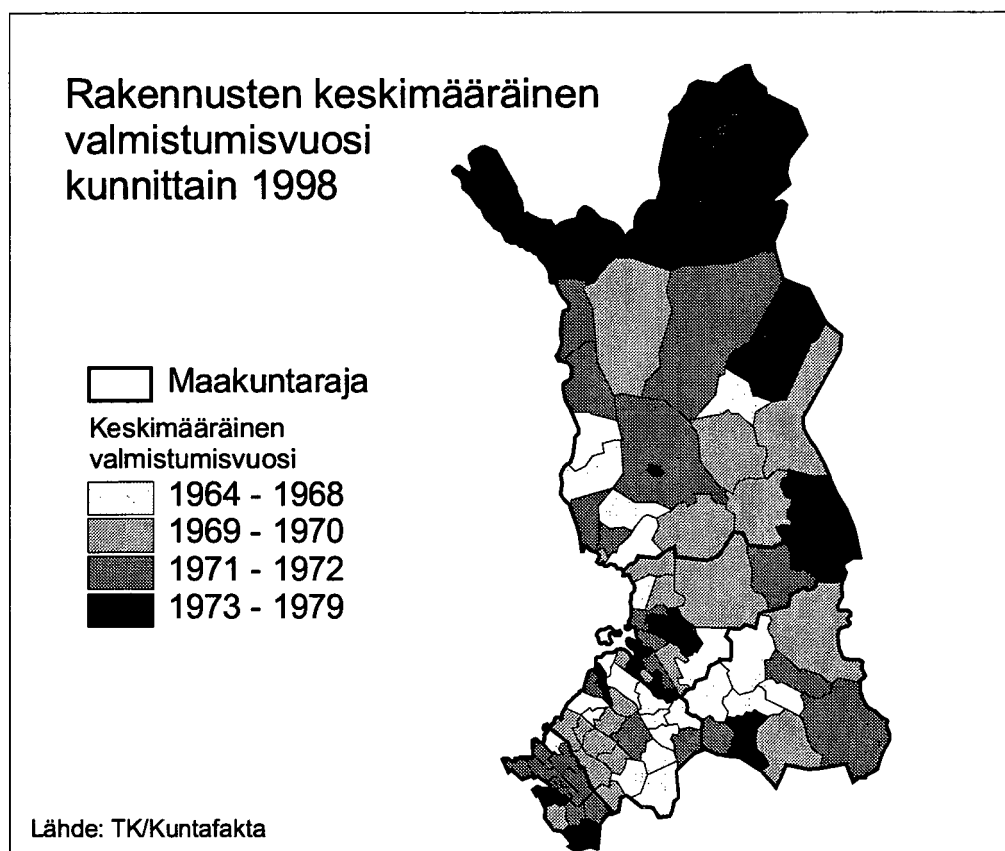 Rakennusten keskimääräinen
valmistumisvuosi
kunnittain 1998
Maakuntaraja
Keskimääräinen
valmistumisvuosi
1964 - 1968
1969 - 1970
1971 - 1972
1973 - 1979
Lähde: TK/Kuntafakta